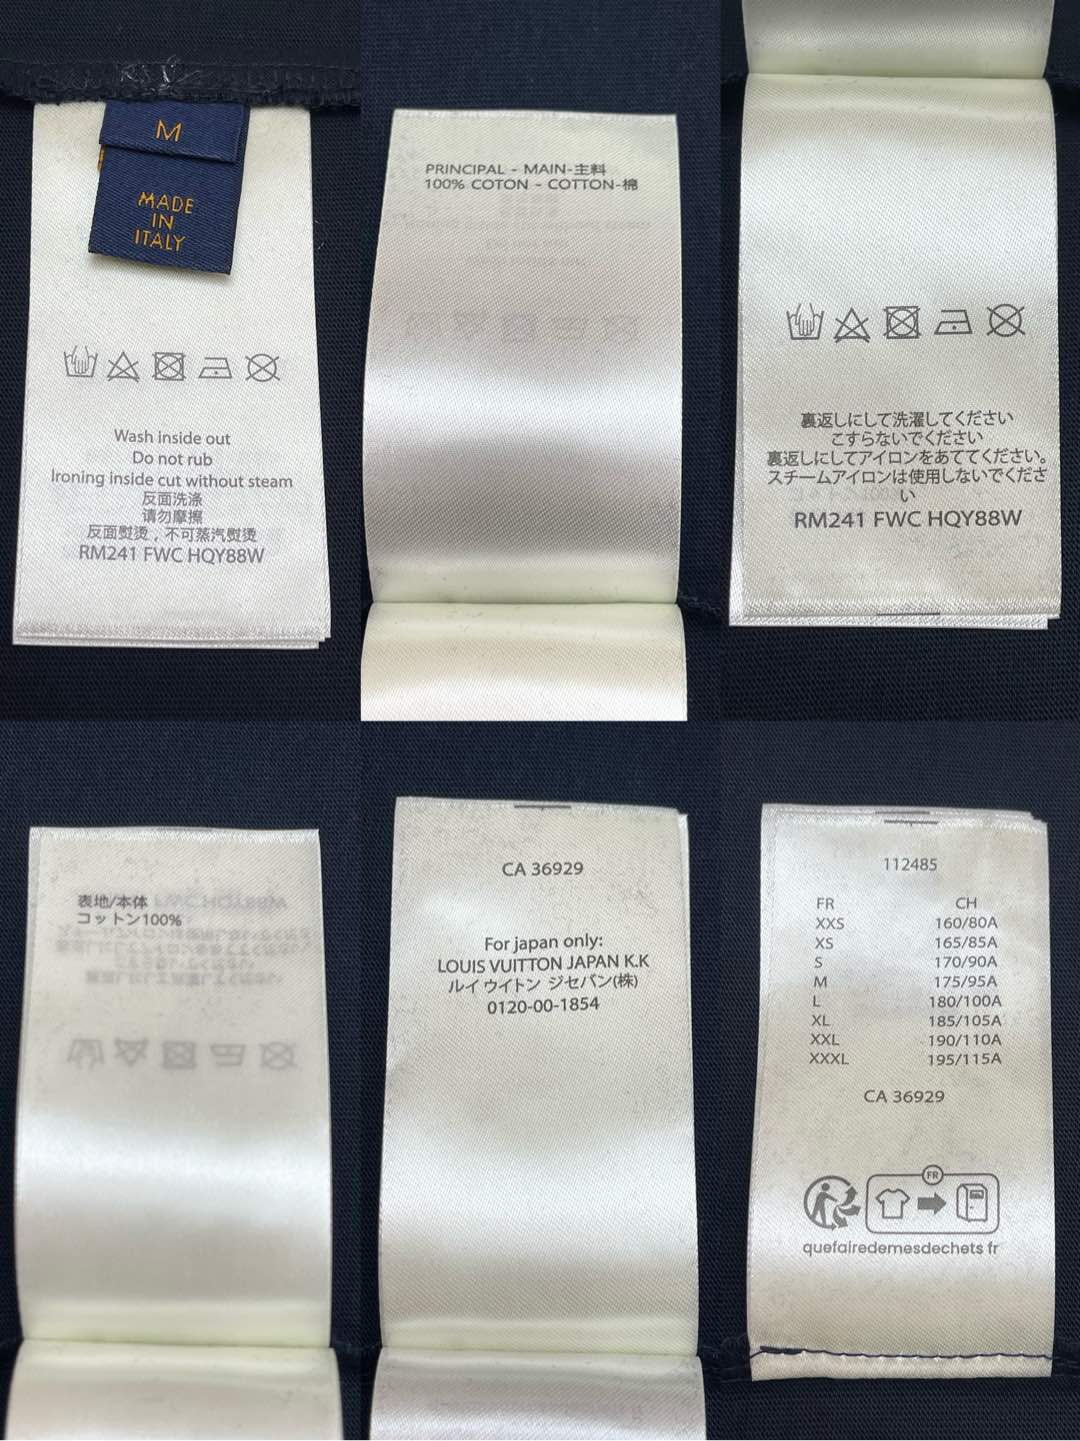 M
MADE
IN
ITALY
Wash inside out
Do not rub
Ironing inside cut without steam
反面洗涤
请勿摩擦
反面熨烫，不可蒸汽熨烫
RM241 FWC HQY88W
PRINCIPAL - MAIN-主料
100% COTON - COTTON-棉
裏返しにして洗濯してください
こすらないでください
裏返しにしてアイロンをあててください。
スチームアイロンは使用しないでくださ
い
RM241 FWC HQY88W
表地/本体
コットン100%
CA 36929
For japan only:
LOUIS VUITTON JAPAN K.K
ルイ ウイトン ジセバン(株)
0120-00-1854
112485
FR CH
XXS 160/80A
XS 165/85A
S 170/90A
M 175/95A
L 180/100A
XL 185/105A
XXL 190/110A
XXXL 195/115A
CA 36929
FR
quefairedemesdechets fr